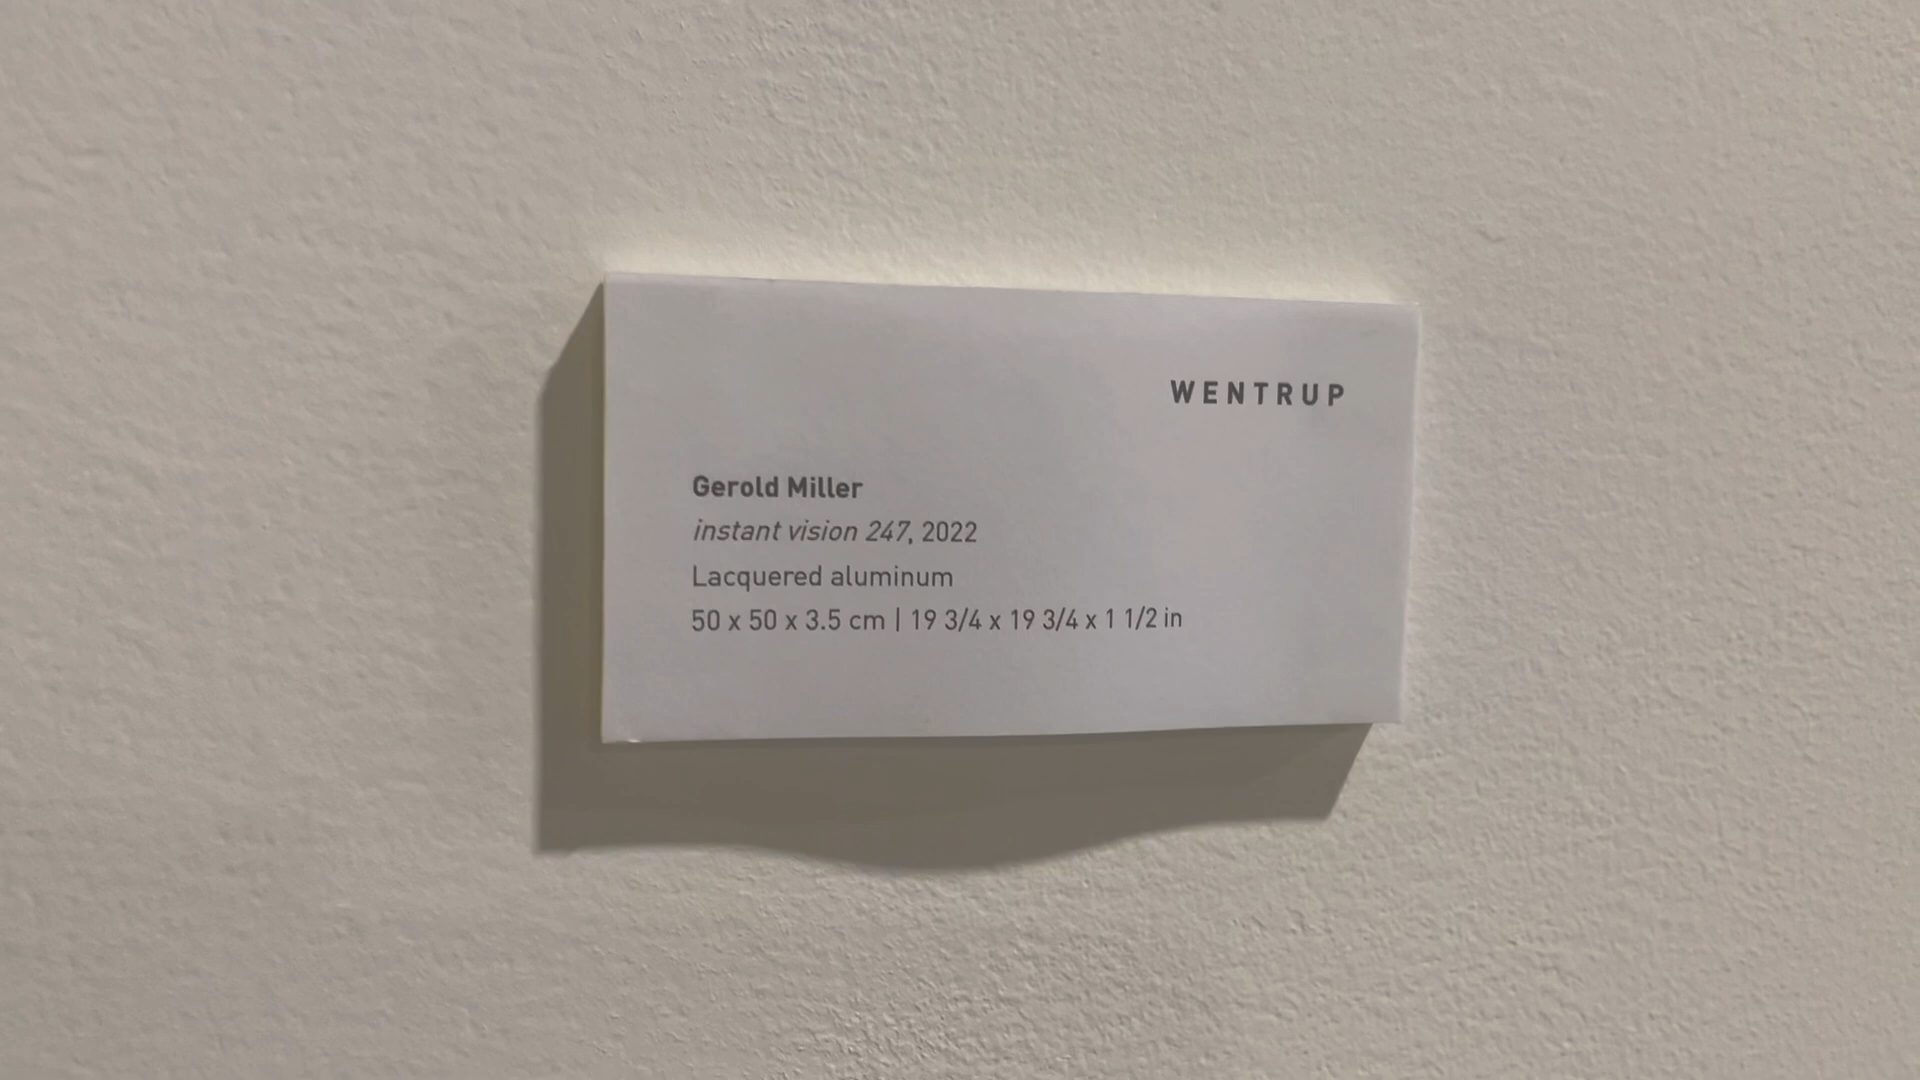 WENTRUP
Gerold Miller
instant vision 247, 2022
Lacquered aluminum
50 x 50 x 3.5 cm | 19 3/4 x 19 3/4 x 1 1/2 in